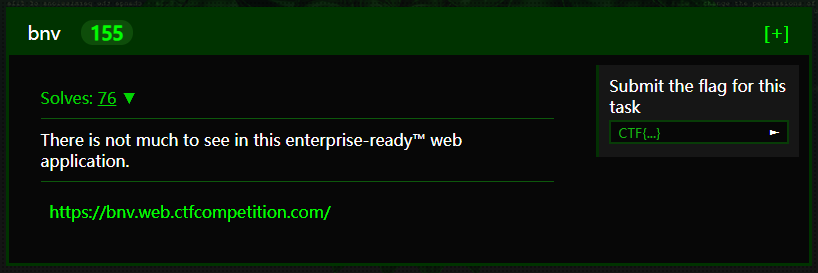 bnv 155 [+]
Solves: 76 ▼
Submit the flag for this
task
CTF{...}
There is not much to see in this enterprise-ready™ web
application.
https://bnv.web.ctfcompetition.com/